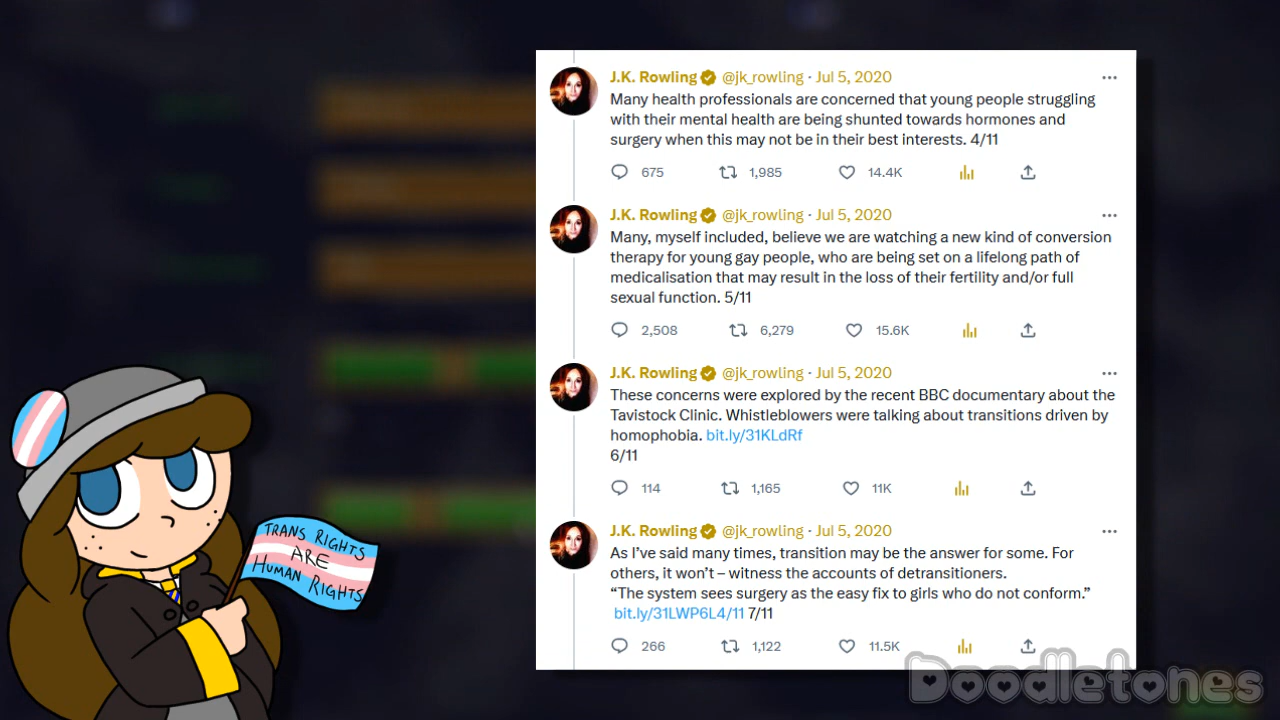 J.K. Rowling @jk_rowling · Jul 5, 2020 ...
Many health professionals are concerned that young people struggling
with their mental health are being shunted towards hormones and
surgery when this may not be in their best interests. 4/11
675 1,985 14.4K
J.K. Rowling @jk_rowling · Jul 5, 2020 ...
Many, myself included, believe we are watching a new kind of conversion
therapy for young gay people, who are being set on a lifelong path of
medicalisation that may result in the loss of their fertility and/or full
sexual function. 5/11
2,508 6,279 15.6K
J.K. Rowling @jk_rowling · Jul 5, 2020 ...
These concerns were explored by the recent BBC documentary about the
Tavistock Clinic. Whistleblowers were talking about transitions driven by
homophobia. bit.ly/31KLdRf
6/11
114 1,165 11K
J.K. Rowling @jk_rowling · Jul 5, 2020 ...
As I’ve said many times, transition may be the answer for some. For
others, it won’t – witness the accounts of detransitioners.
“The system sees surgery as the easy fix to girls who do not conform.”
bit.ly/31LWP6L4/11 7/11
266 1,122 11.5K
TRANS RIGHTS
ARE
HUMAN RIGHTS
Doodletones